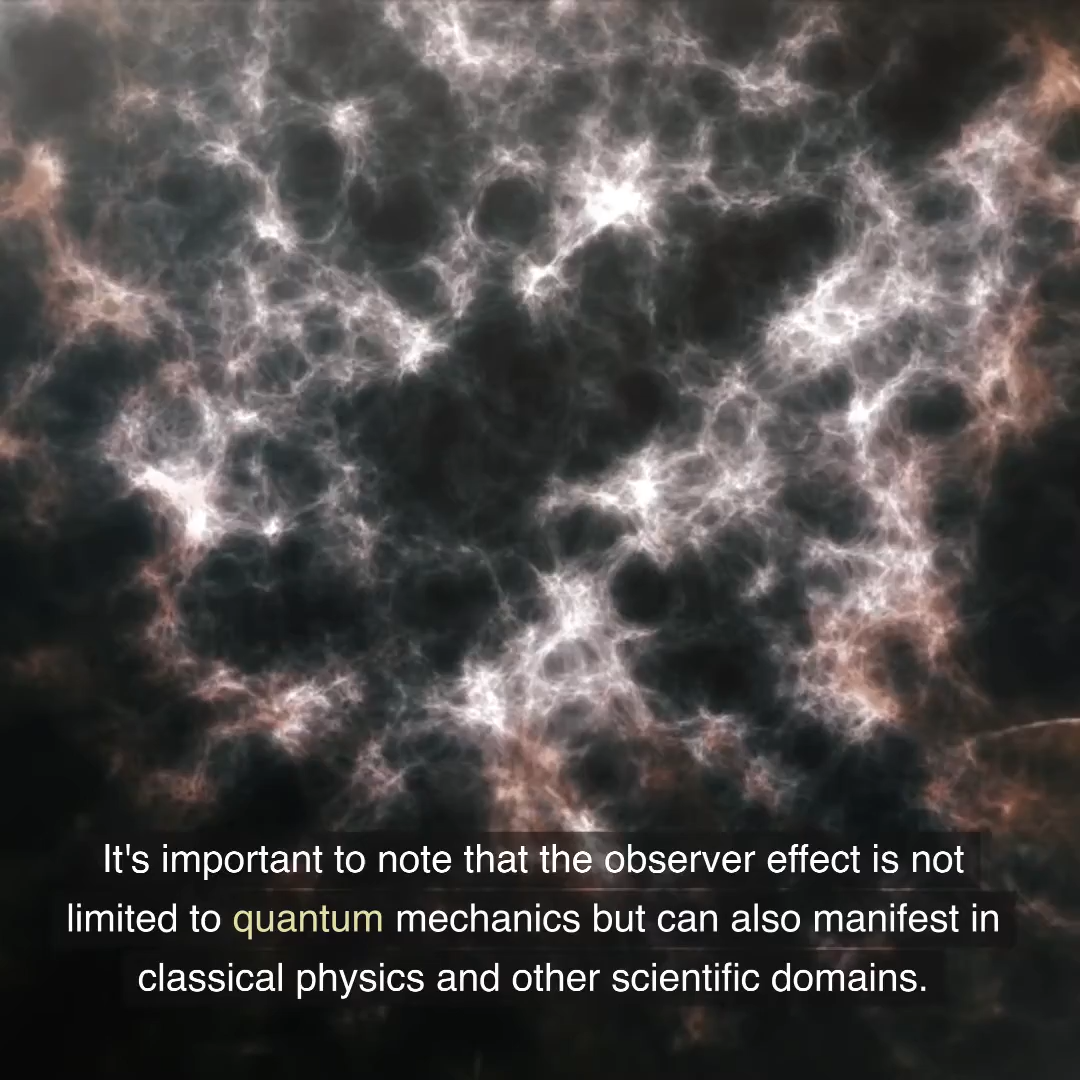 It's important to note that the observer effect is not
limited to quantum mechanics but can also manifest in
classical physics and other scientific domains.